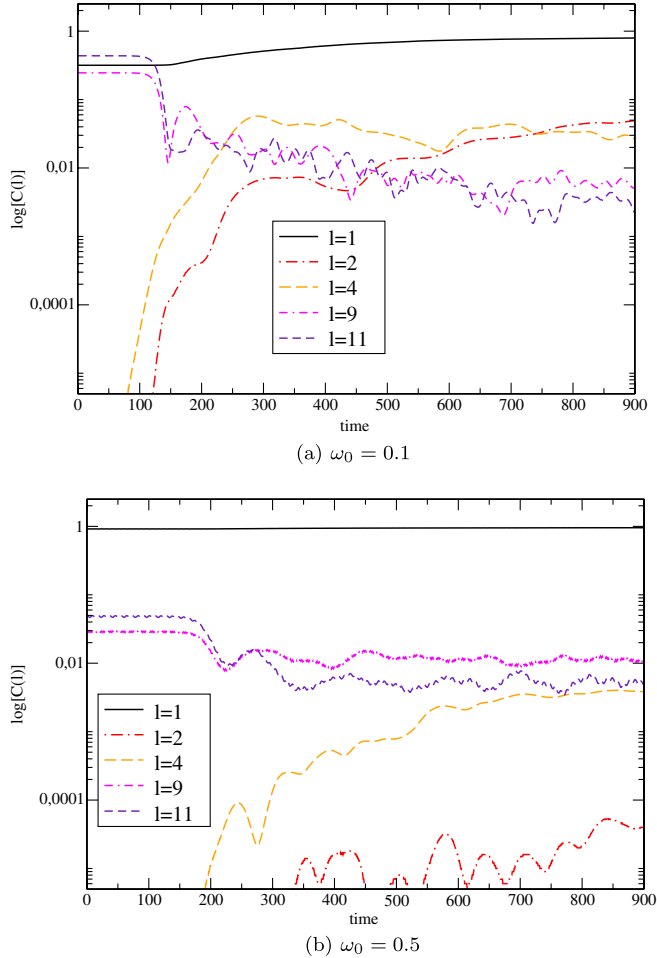 1
0,01
0,0001
log[C(l)]
l=1
l=2
l=4
l=9
l=11
0 100 200 300 400 500 600 700 800 900
time
(a) ω₀ = 0.1
1
0,01
0,0001
log[C(l)]
l=1
l=2
l=4
l=9
l=11
0 100 200 300 400 500 600 700 800 900
time
(b) ω₀ = 0.5